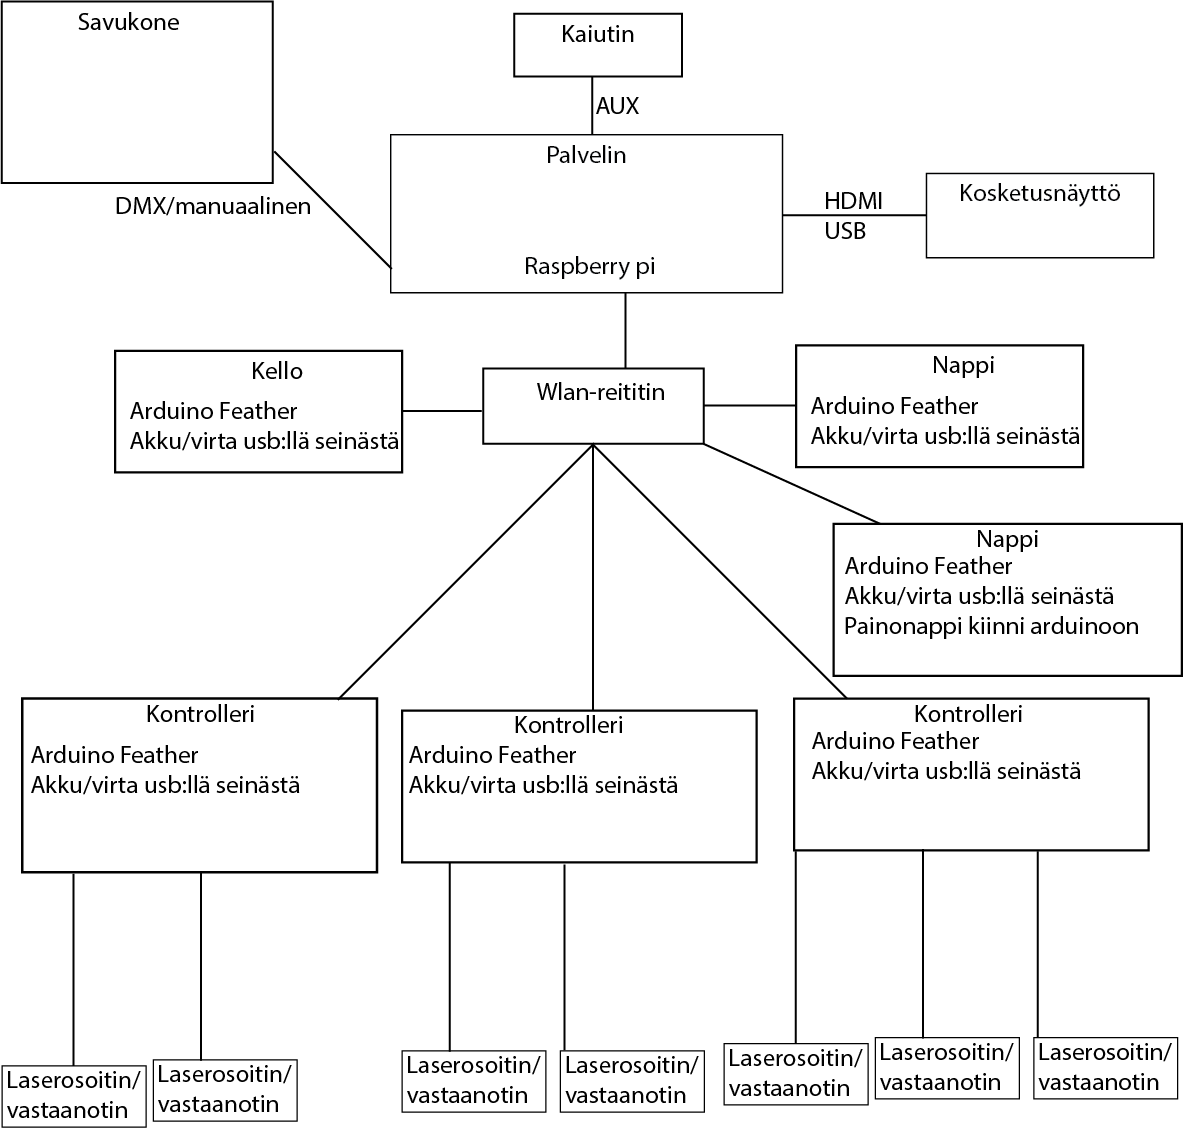 Savukone
Kaiutin
AUX
Palvelin
Raspberry pi
DMX/manuaalinen
HDMI
USB
Kosketusnäyttö
Kello
Arduino Feather
Akku/virta usb:llä seinästä
Wlan-reititin
Nappi
Arduino Feather
Akku/virta usb:llä seinästä
Nappi
Arduino Feather
Akku/virta usb:llä seinästä
Painonappi kiinni arduinoon
Kontrolleri
Arduino Feather
Akku/virta usb:llä seinästä
Kontrolleri
Arduino Feather
Akku/virta usb:llä seinästä
Kontrolleri
Arduino Feather
Akku/virta usb:llä seinästä
Laserosoitin/
vastaanotin
Laserosoitin/
vastaanotin
Laserosoitin/
vastaanotin
Laserosoitin/
vastaanotin
Laserosoitin/
vastaanotin
Laserosoitin/
vastaanotin
Laserosoitin/
vastaanotin